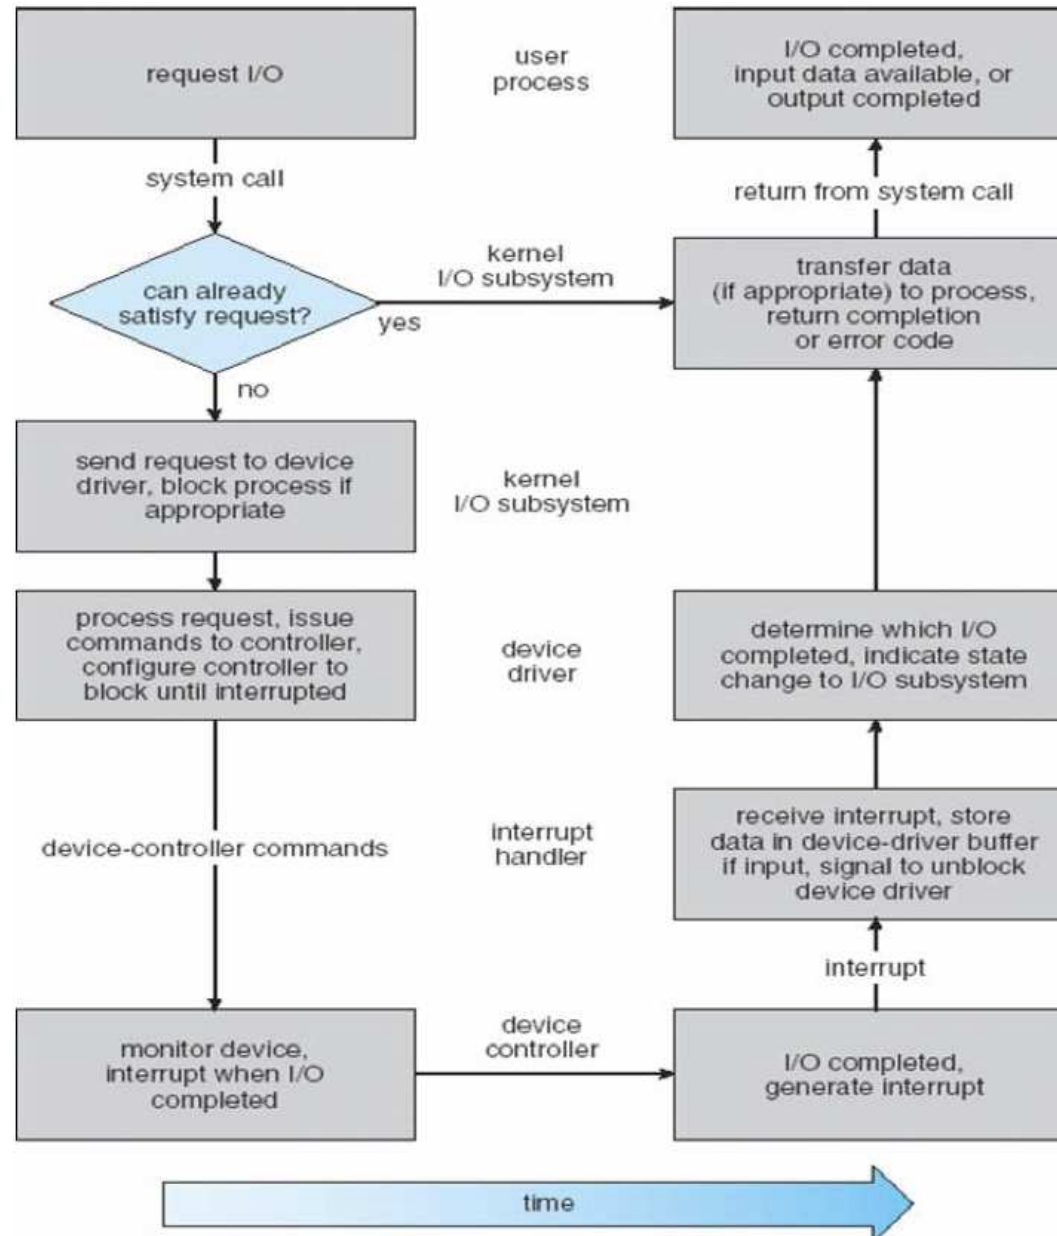 request I/O
user
process
I/O completed,
input data available, or
output completed
system call
return from system call
can already
satisfy request?
yes
no
kernel
I/O subsystem
transfer data
(if appropriate) to process,
return completion
or error code
send request to device
driver, block process if
appropriate
kernel
I/O subsystem
process request, issue
commands to controller,
configure controller to
block until interrupted
device
driver
determine which I/O
completed, indicate state
change to I/O subsystem
device-controller commands
interrupt
handler
receive interrupt, store
data in device-driver buffer
if input, signal to unblock
device driver
interrupt
monitor device,
interrupt when I/O
completed
device
controller
I/O completed,
generate interrupt
time